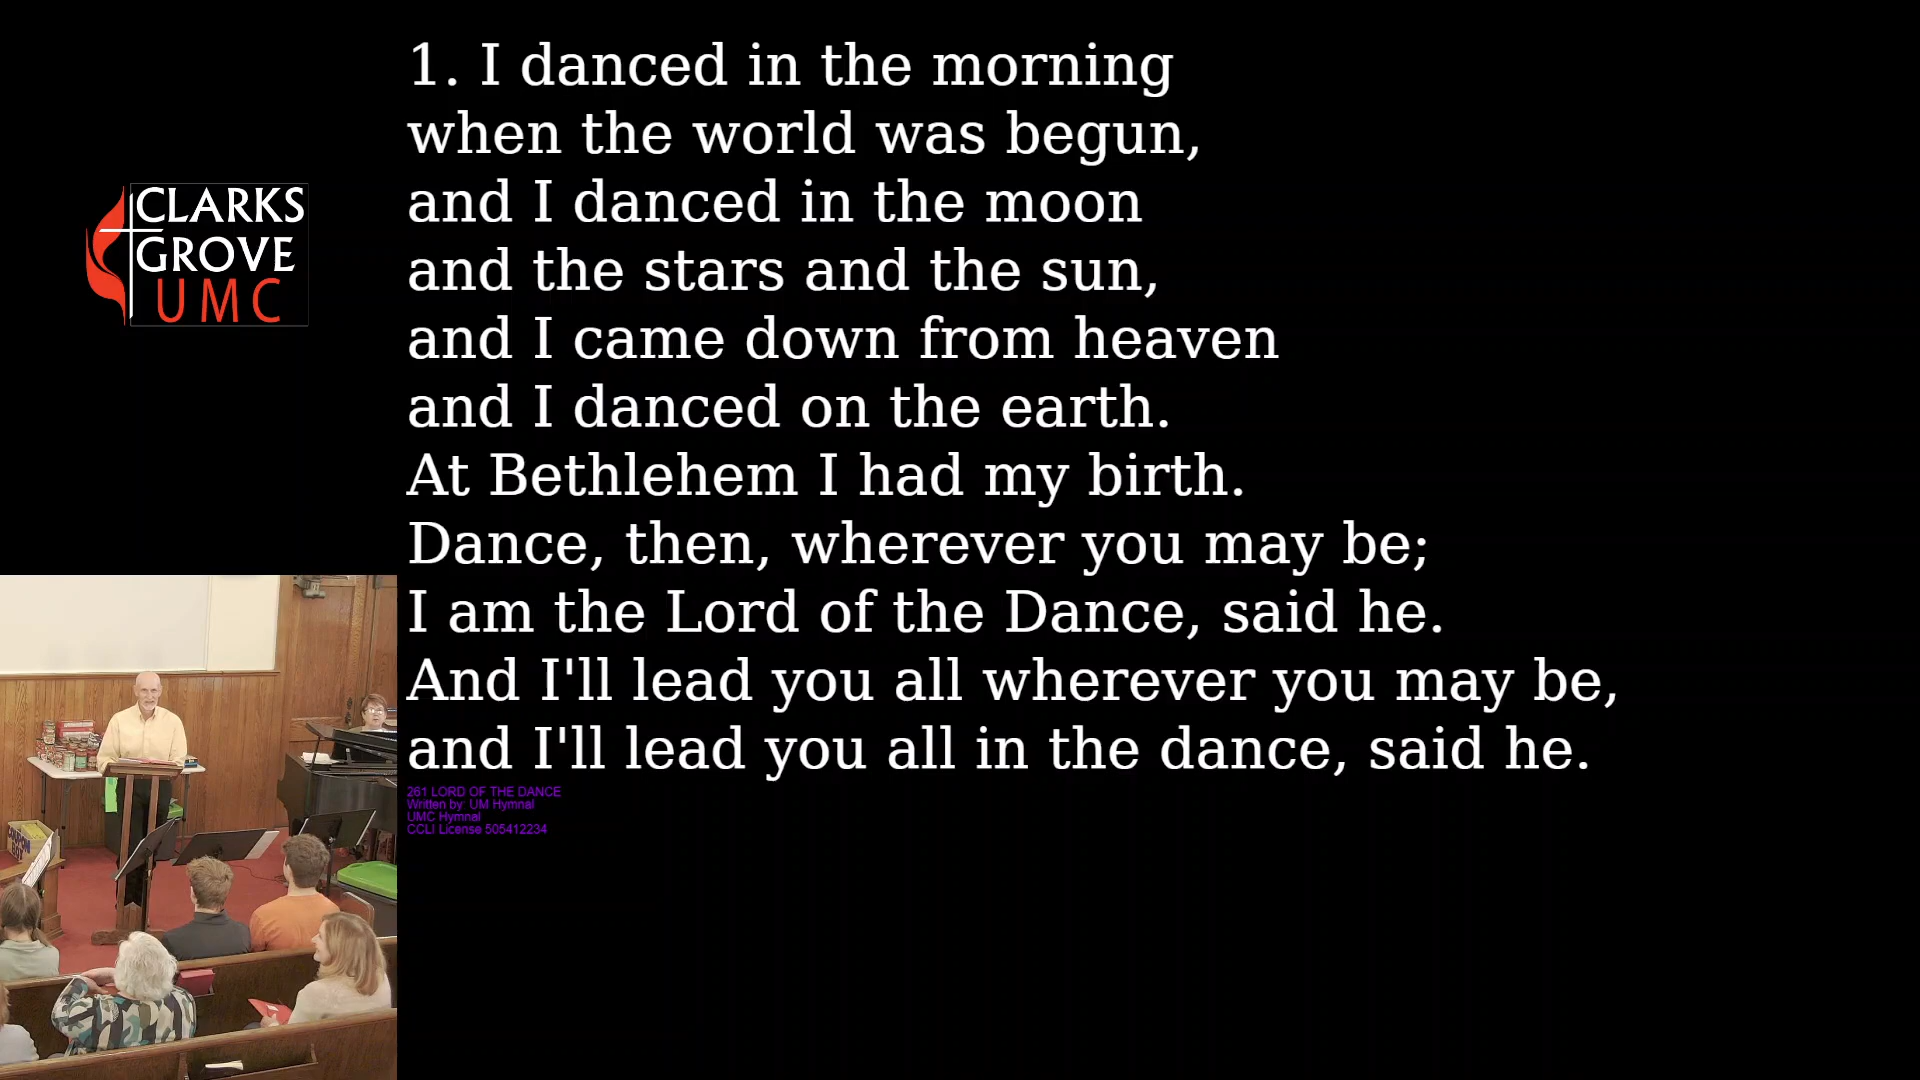 CLARKS
GROVE
UMC
1. I danced in the morning
when the world was begun,
and I danced in the moon
and the stars and the sun,
and I came down from heaven
and I danced on the earth.
At Bethlehem I had my birth.
Dance, then, wherever you may be;
I am the Lord of the Dance, said he.
And I'll lead you all wherever you may be,
and I'll lead you all in the dance, said he.
261 LORD OF THE DANCE
Written by: UM Hymnal
UMC Hymnal
CCLI License 505412234